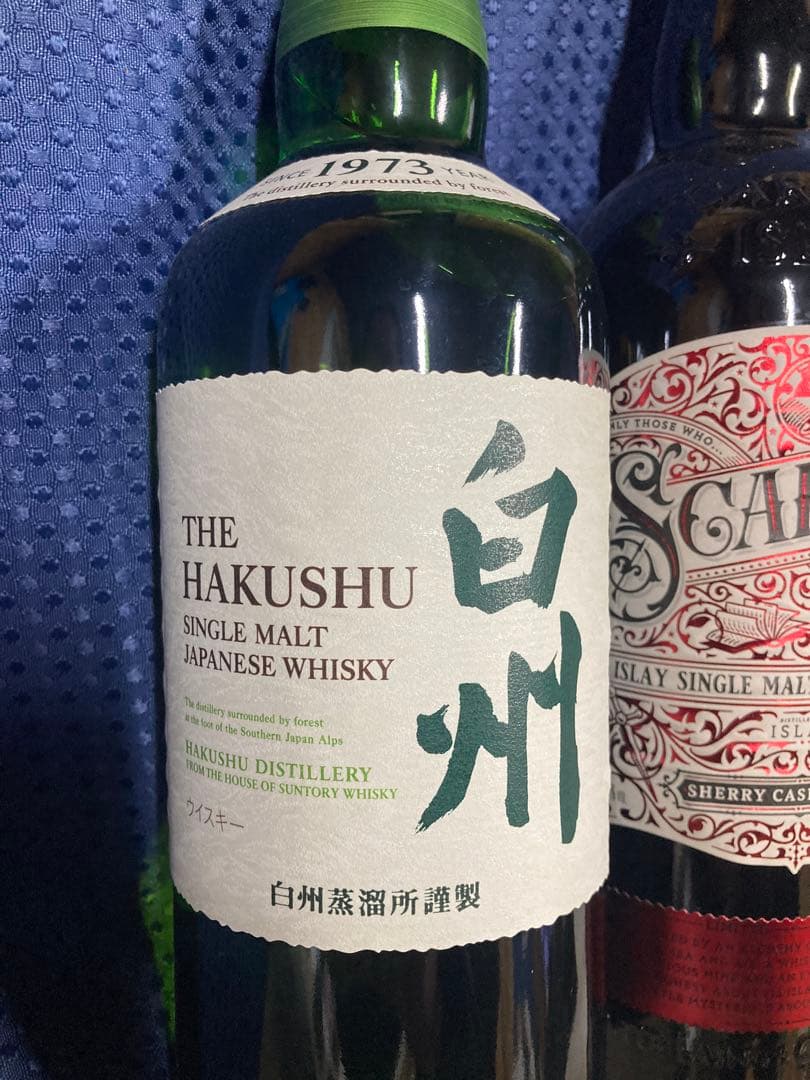 SINCE 1973 YEAR
The distillery surrounded by forest
白州
THE
HAKUSHU
SINGLE MALT
JAPANESE WHISKY
The distillery surrounded by forest
at the foot of the Southern Japan Alps
HAKUSHU DISTILLERY
FROM THE HOUSE OF SUNTORY WHISKY
ウイスキー
白州蒸溜所謹製
ONLY THOSE WHO...
SCA
ISLAY SINGLE MALT
ISLA
SHERRY CASK